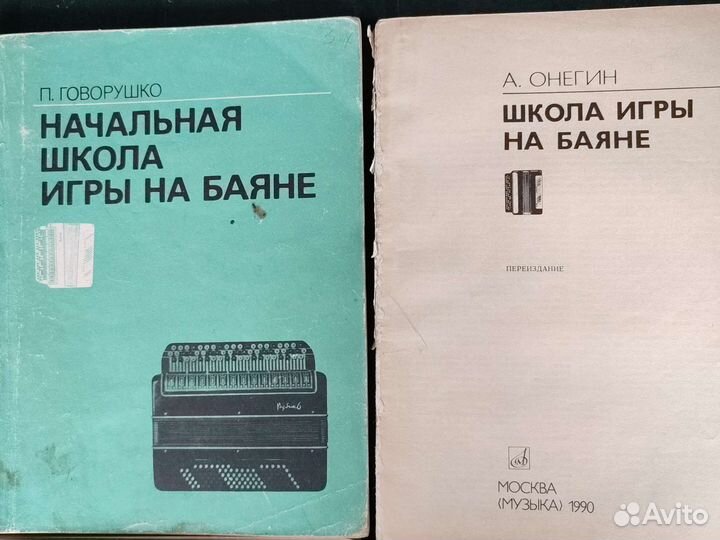 П. ГОВОРУШКО
НАЧАЛЬНАЯ
ШКОЛА
ИГРЫ НА БАЯНЕ
А. ОНЕГИН
ШКОЛА ИГРЫ
НА БАЯНЕ
ПЕРЕИЗДАНИЕ
МОСКВА
«МУЗЫКА» 1990
Avito